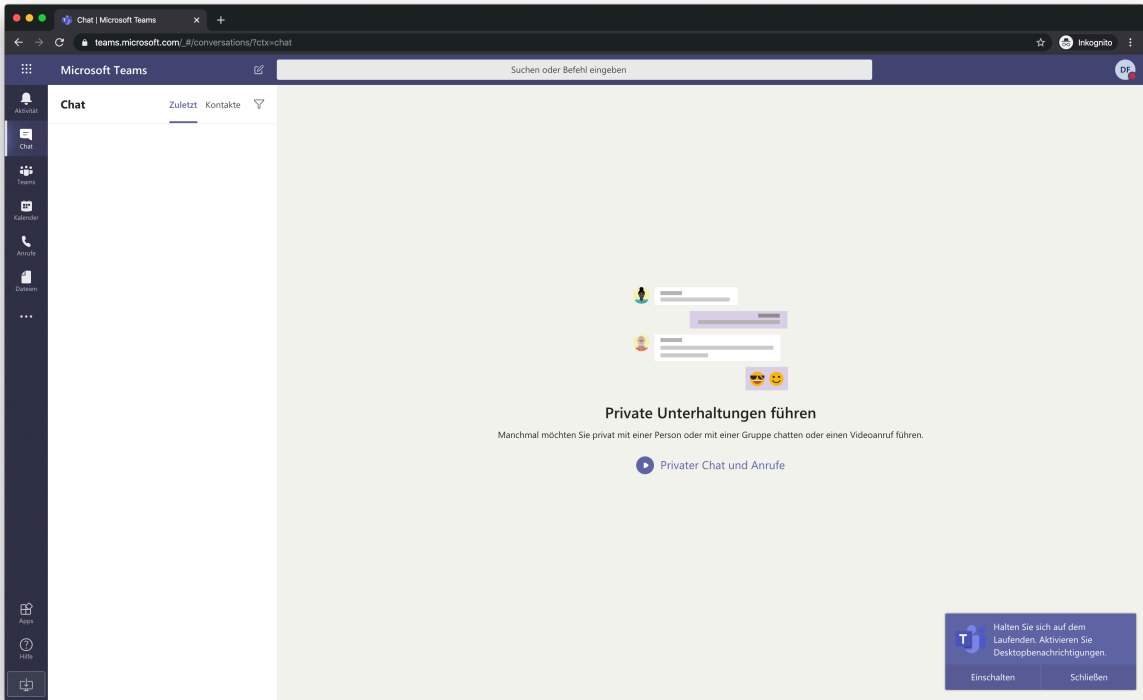 Chat | Microsoft Teams
teams.microsoft.com/_#/conversations/?ctx=chat
Inkognito
Microsoft Teams
Suchen oder Befehl eingeben
DF
Aktivität
Chat
Teams
Kalender
Anrufe
Dateien
Apps
Hilfe
Chat
Zuletzt Kontakte
Private Unterhaltungen führen
Manchmal möchten Sie privat mit einer Person oder mit einer Gruppe chatten oder einen Videoanruf führen.
Privater Chat und Anrufe
T
Halten Sie sich auf dem
Laufenden. Aktivieren Sie
Desktopbenachrichtigungen.
Einschalten Schließen